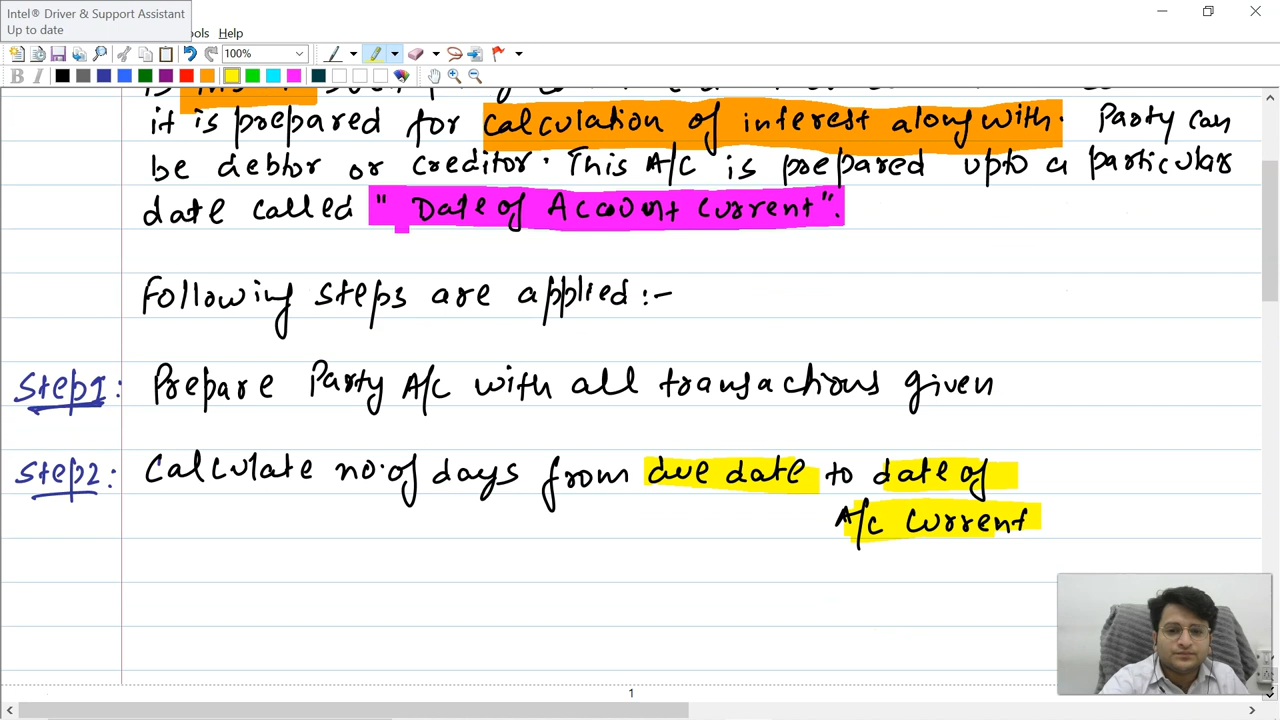 Intel® Driver & Support Assistant
Up to date
ols Help
100%
B I
it is prepared for calculation of interest along with. Party can
be debtor or creditor. This A/C is prepared upto a particular
date called "Date of Account Current".
Following steps are applied :-
Step1: Prepare Party A/c with all transactions given
Step2: Calculate no. of days from due date to date of
A/c Current
1